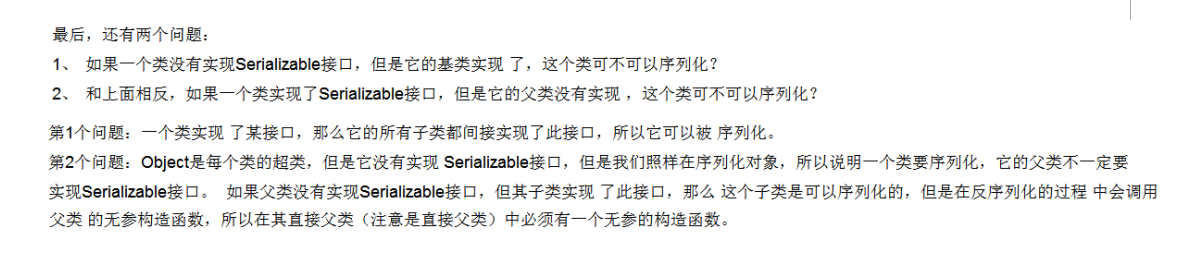 最后，还有两个问题：
1、 如果一个类没有实现Serializable接口，但是它的基类实现 了，这个类可不可以序列化？
2、 和上面相反，如果一个类实现了Serializable接口，但是它的父类没有实现 ，这个类可不可以序列化？
第1个问题：一个类实现 了某接口，那么它的所有子类都间接实现了此接口，所以它可以被 序列化。
第2个问题：Object是每个类的超类，但是它没有实现 Serializable接口，但是我们照样在序列化对象，所以说明一个类要序列化，它的父类不一定要
实现Serializable接口。 如果父类没有实现Serializable接口，但其子类实现 了此接口，那么 这个子类是可以序列化的，但是在反序列化的过程 中会调用
父类 的无参构造函数，所以在其直接父类（注意是直接父类）中必须有一个无参的构造函数。